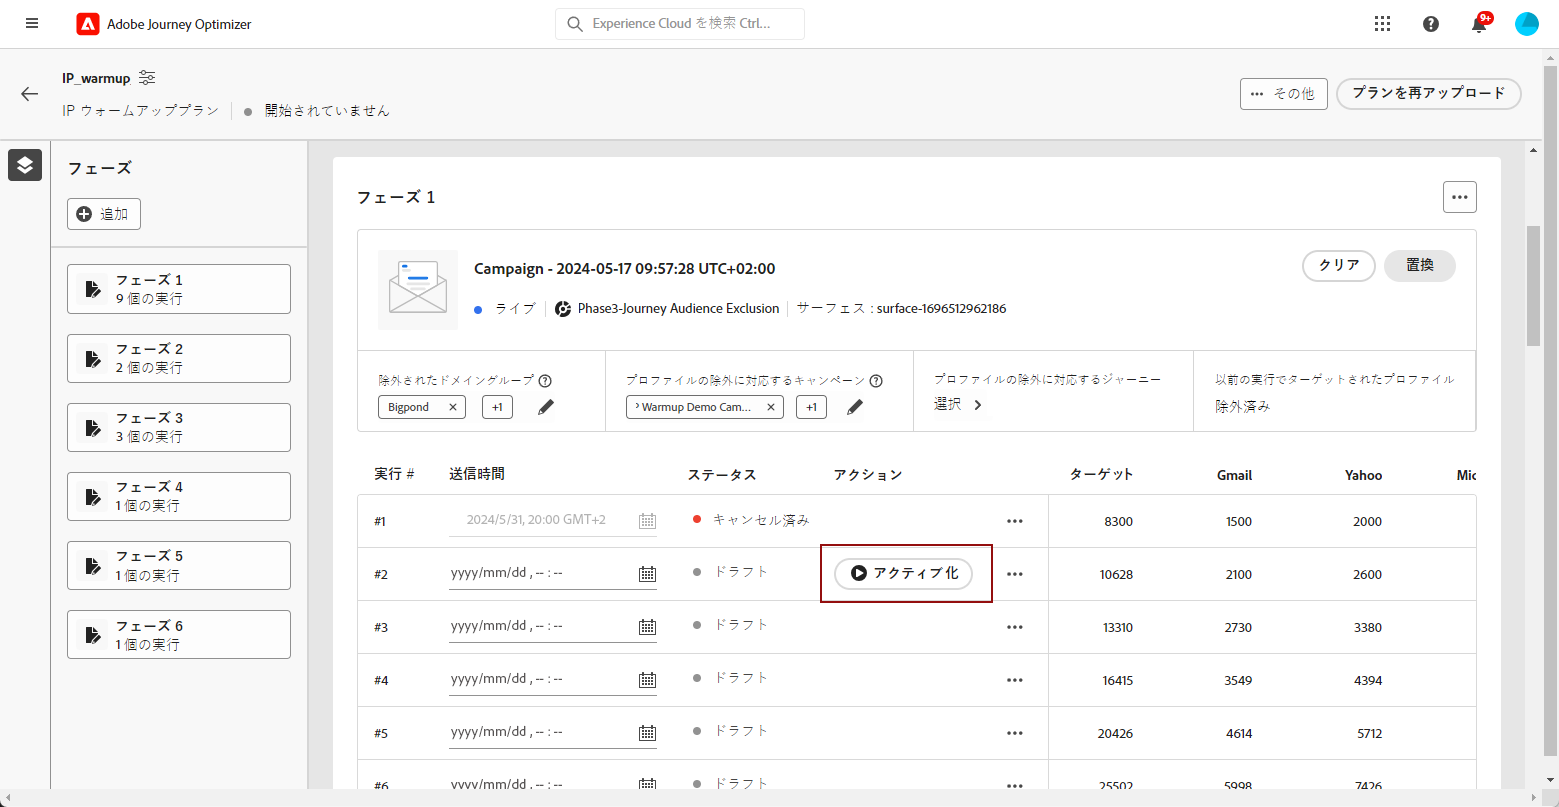 Adobe Journey Optimizer
Experience Cloud を検索 Ctrl...
9+
IP_warmup
IP ウォームアッププラン
開始されていません
その他
プランを再アップロード
フェーズ
追加
フェーズ 1
9 個の実行
フェーズ 2
2 個の実行
フェーズ 3
3 個の実行
フェーズ 4
1 個の実行
フェーズ 5
1 個の実行
フェーズ 6
1 個の実行
フェーズ 1
Campaign - 2024-05-17 09:57:28 UTC+02:00
クリア
置換
ライブ
Phase3-Journey Audience Exclusion
サーフェス : surface-1696512962186
除外されたドメイングループ
Bigpond
+1
プロファイルの除外に対応するキャンペーン
Warmup Demo Cam...
+1
プロファイルの除外に対応するジャーニー
選択
以前の実行でターゲットされたプロファイル
除外済み
実行 # 送信時間 ステータス アクション ターゲット Gmail Yahoo Mic
#1 2024/5/31, 20:00 GMT+2 キャンセル済み 8300 1500 2000
#2 yyyy/mm/dd , -- : -- ドラフト アクティブ化 10628 2100 2600
#3 yyyy/mm/dd , -- : -- ドラフト 13310 2730 3380
#4 yyyy/mm/dd , -- : -- ドラフト 16415 3549 4394
#5 yyyy/mm/dd , -- : -- ドラフト 20426 4614 5712
#6 yyyy/mm/dd , -- : -- ドラフト 25502 5998 7426